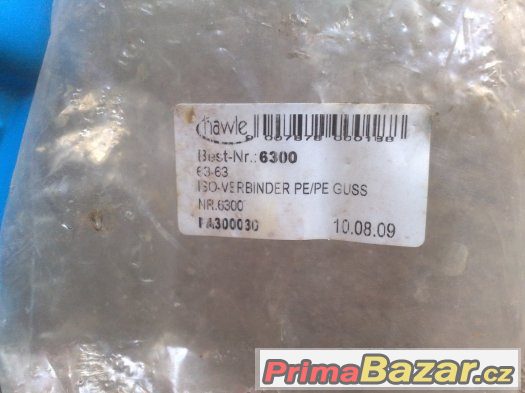 hawle
Best-Nr.: 6300
63-63
ISO-VERBINDER PE/PE GUSS
NR.6300
FA300030 10.08.09
PrimaBazar.cz